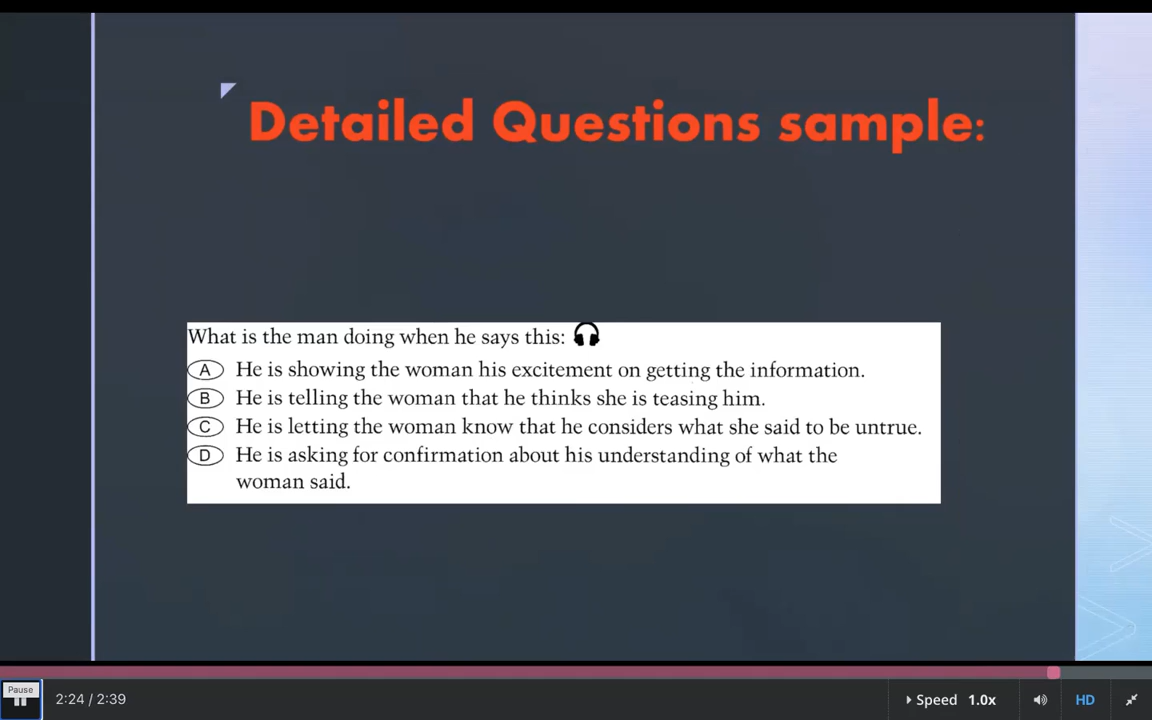 Detailed Questions sample:
What is the man doing when he says this:
A He is showing the woman his excitement on getting the information.
B He is telling the woman that he thinks she is teasing him.
C He is letting the woman know that he considers what she said to be untrue.
D He is asking for confirmation about his understanding of what the
woman said.
Pause
2:24 / 2:39
Speed 1.0x
HD